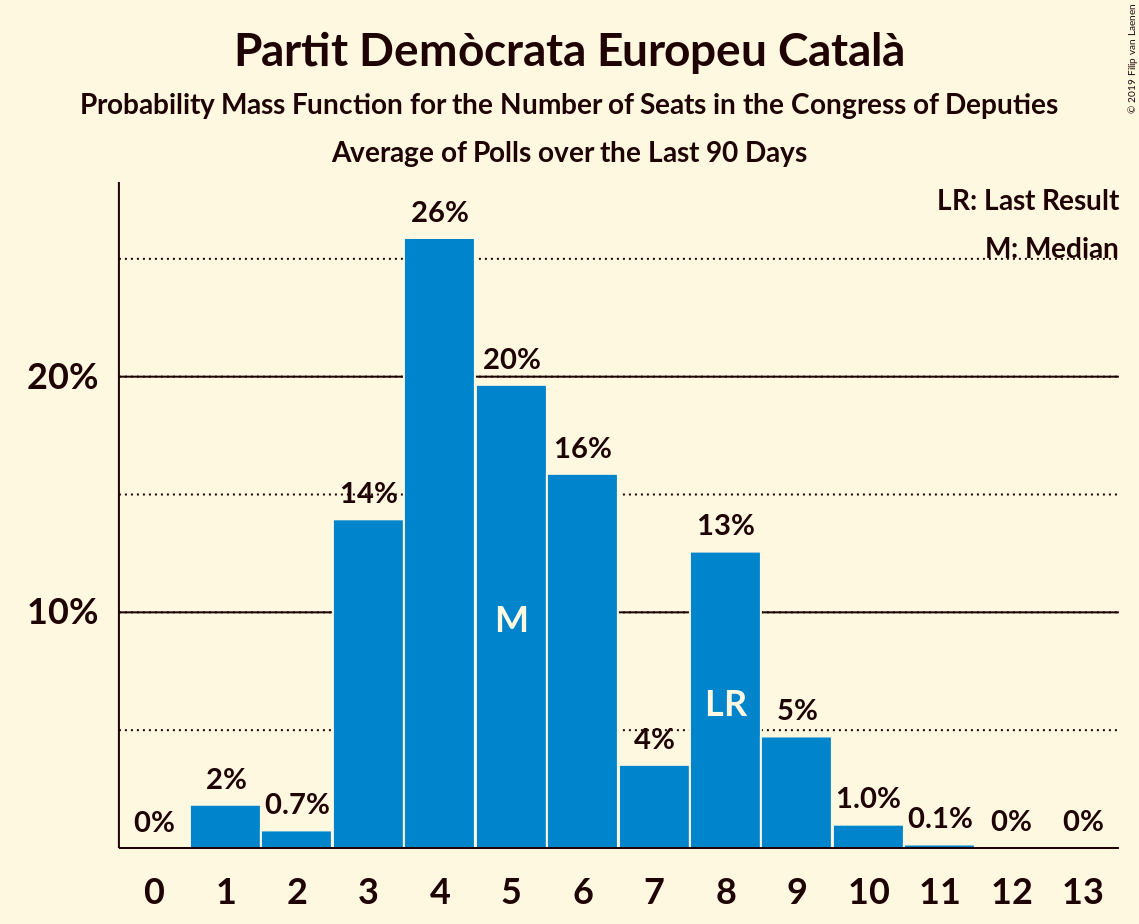 Partit Demòcrata Europeu Català
Probability Mass Function for the Number of Seats in the Congress of Deputies
Average of Polls over the Last 90 Days
© 2019 Filip van Laenen
LR: Last Result
M: Median
26%
20%
20%
16%
14%
13%
10%
M
LR
5%
4%
2%
0.7%
1.0%
0.1%
0%
0%
0%
0 1 2 3 4 5 6 7 8 9 10 11 12 13